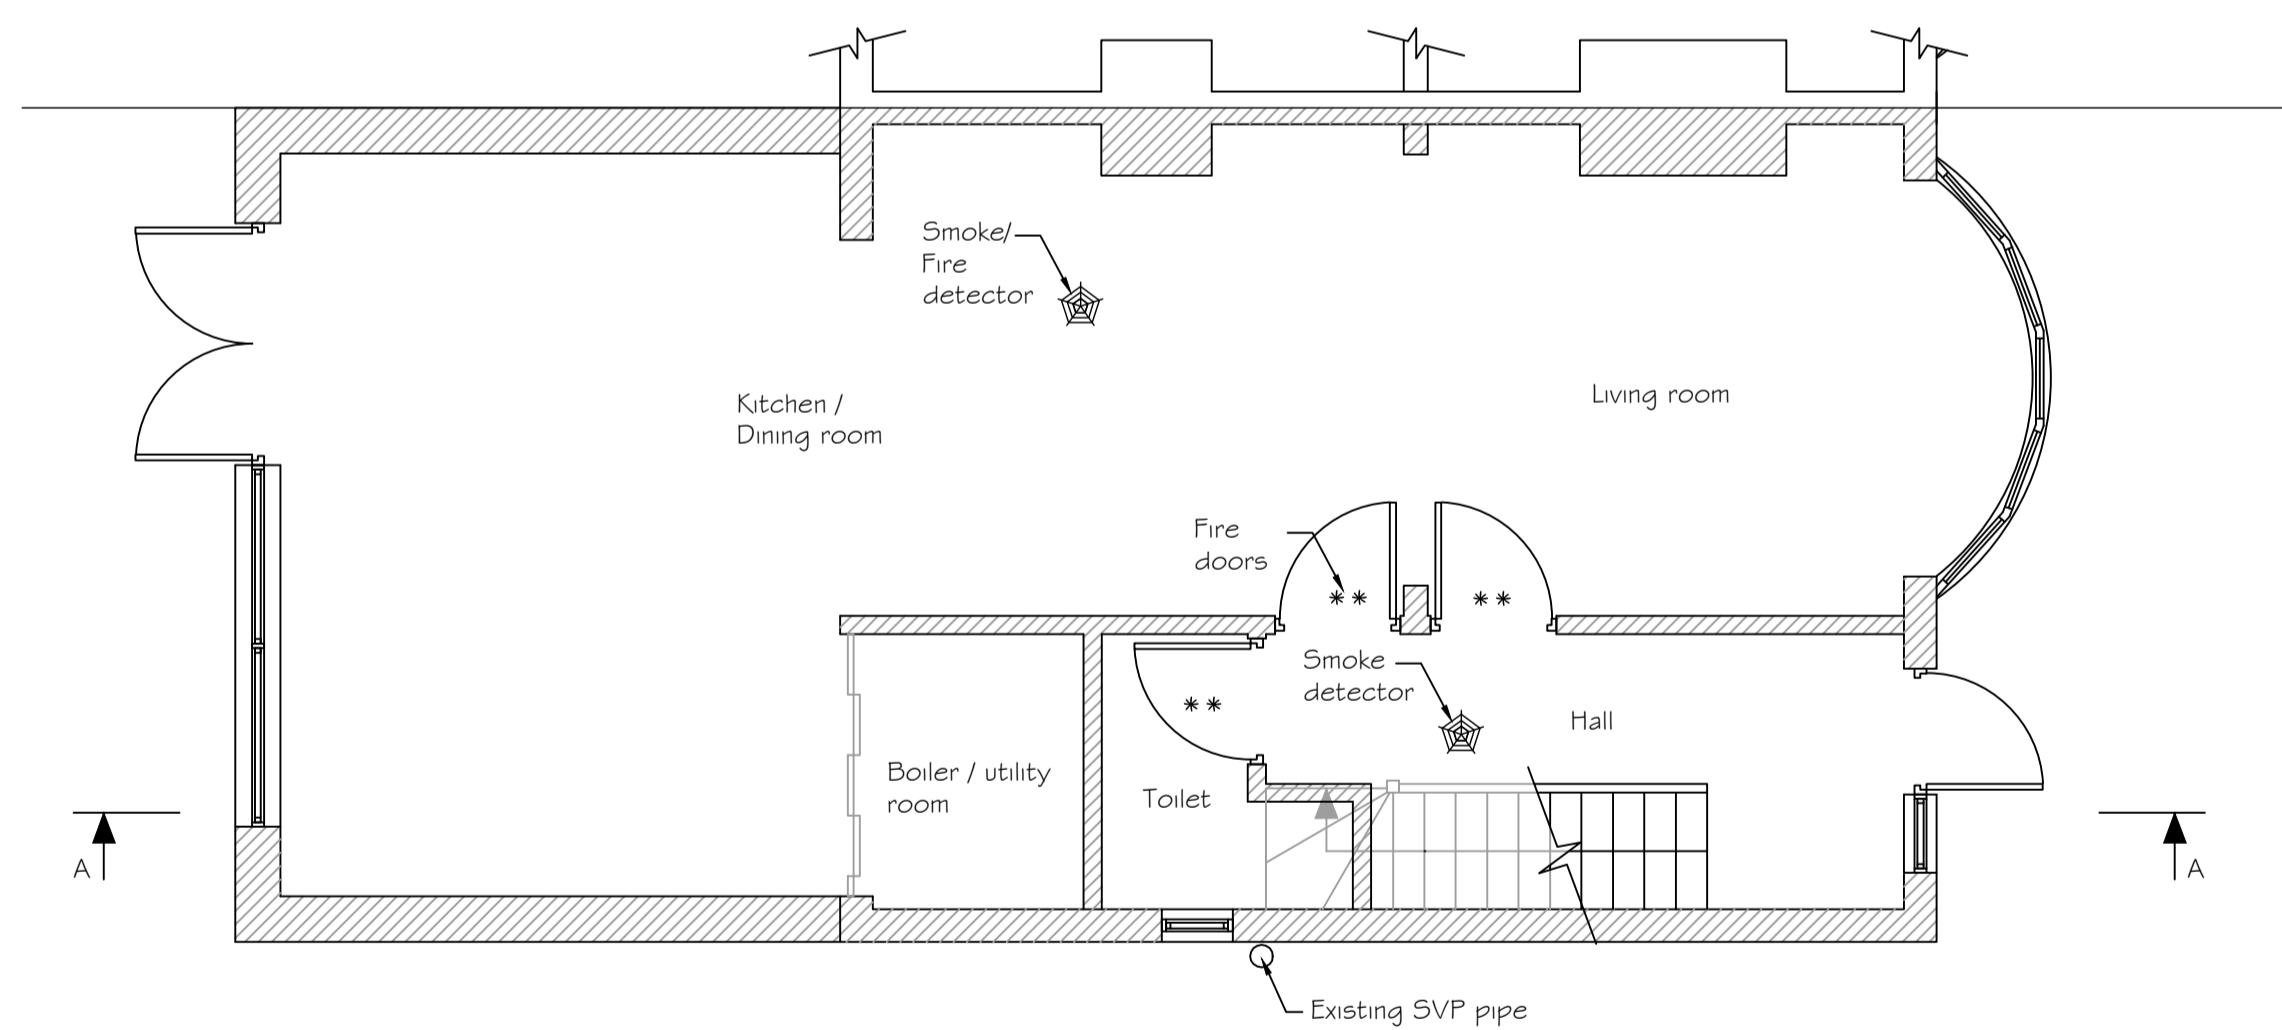 Smoke/
Fire
detector
Kitchen /
Dining room
Living room
Fire
doors
** **
**
Smoke
detector
Hall
Boiler / utility
room
Toilet
A
A
Existing SVP pipe